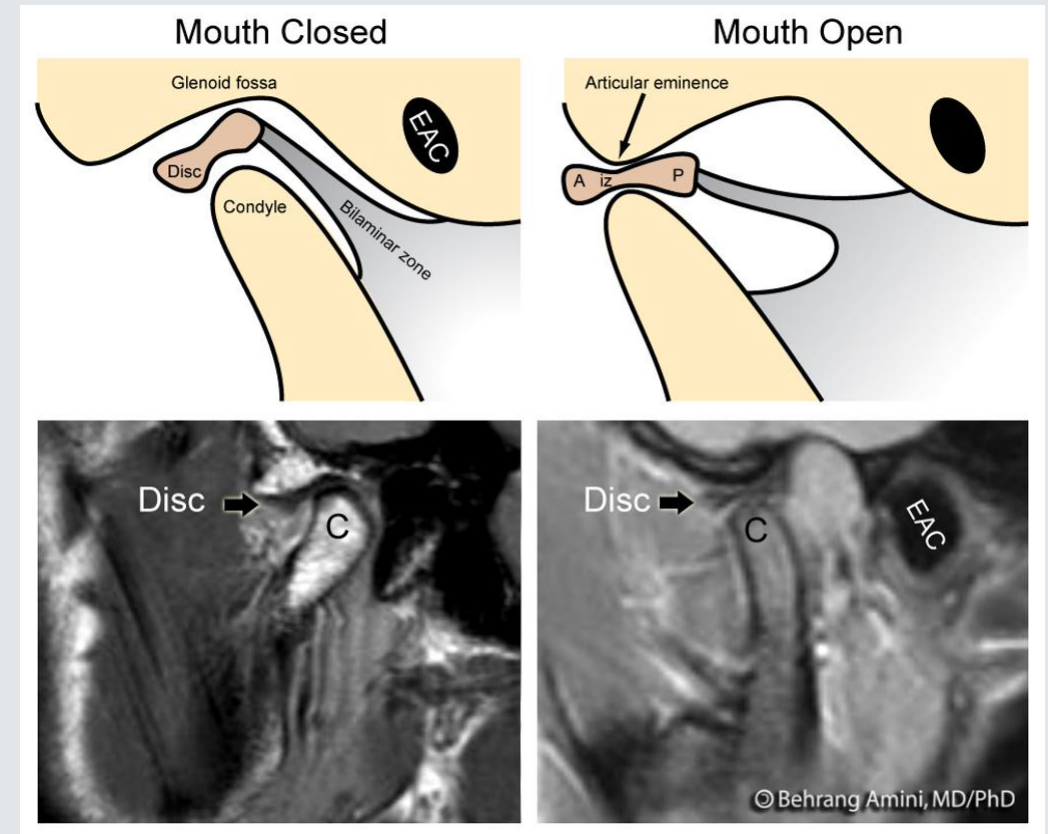 Mouth Closed
Mouth Open
Glenoid fossa
EAC
Disc
Condyle
Bilaminar zone
Articular eminence
A iz P
Disc
C
Disc
C
EAC
© Behrang Amini, MD/PhD